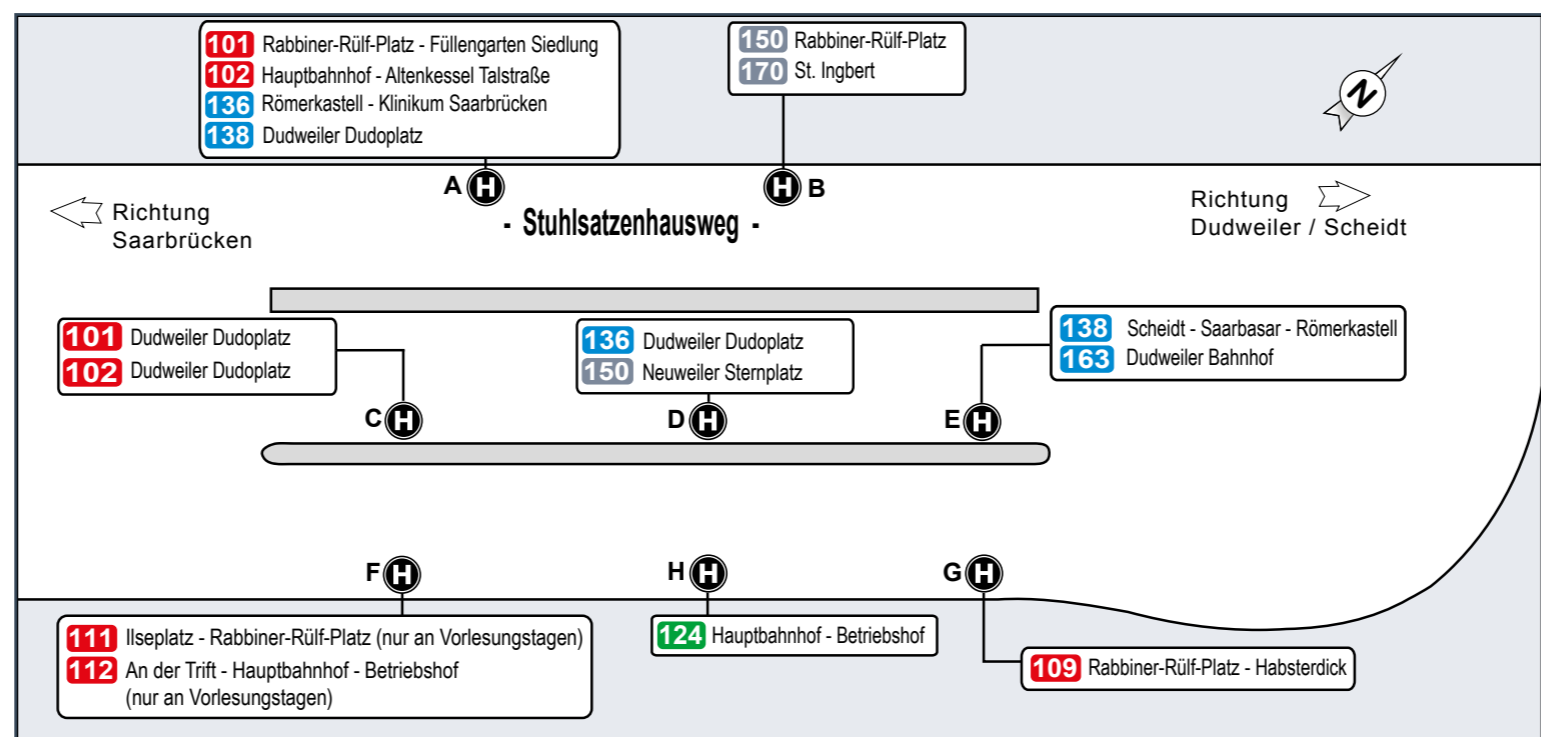 101 Rabbiner-Rülf-Platz - Füllengarten Siedlung
102 Hauptbahnhof - Altenkessel Talstraße
136 Römerkastell - Klinikum Saarbrücken
138 Dudweiler Dudoplatz
150 Rabbiner-Rülf-Platz
170 St. Ingbert
N
A H
H B
Richtung
Saarbrücken
- Stuhlsatzenhausweg -
Richtung
Dudweiler / Scheidt
101 Dudweiler Dudoplatz
102 Dudweiler Dudoplatz
136 Dudweiler Dudoplatz
150 Neuweiler Sternplatz
138 Scheidt - Saarbasar - Römerkastell
163 Dudweiler Bahnhof
C H
D H
E H
F H
H H
G H
111 Ilseplatz - Rabbiner-Rülf-Platz (nur an Vorlesungstagen)
112 An der Trift - Hauptbahnhof - Betriebshof
(nur an Vorlesungstagen)
124 Hauptbahnhof - Betriebshof
109 Rabbiner-Rülf-Platz - Habsterdick